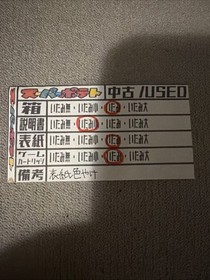 スーパーポテト 中古/USED
箱 いたみ無・いたみ小・いたみ中・いたみ大
説明書 いたみ無・いたみ小・いたみ中・いたみ大
表紙 いたみ無・いたみ小・いたみ中・いたみ大
ゲームカートリッジ いたみ無・いたみ小・いたみ中・いたみ大
備考 表紙色やけ